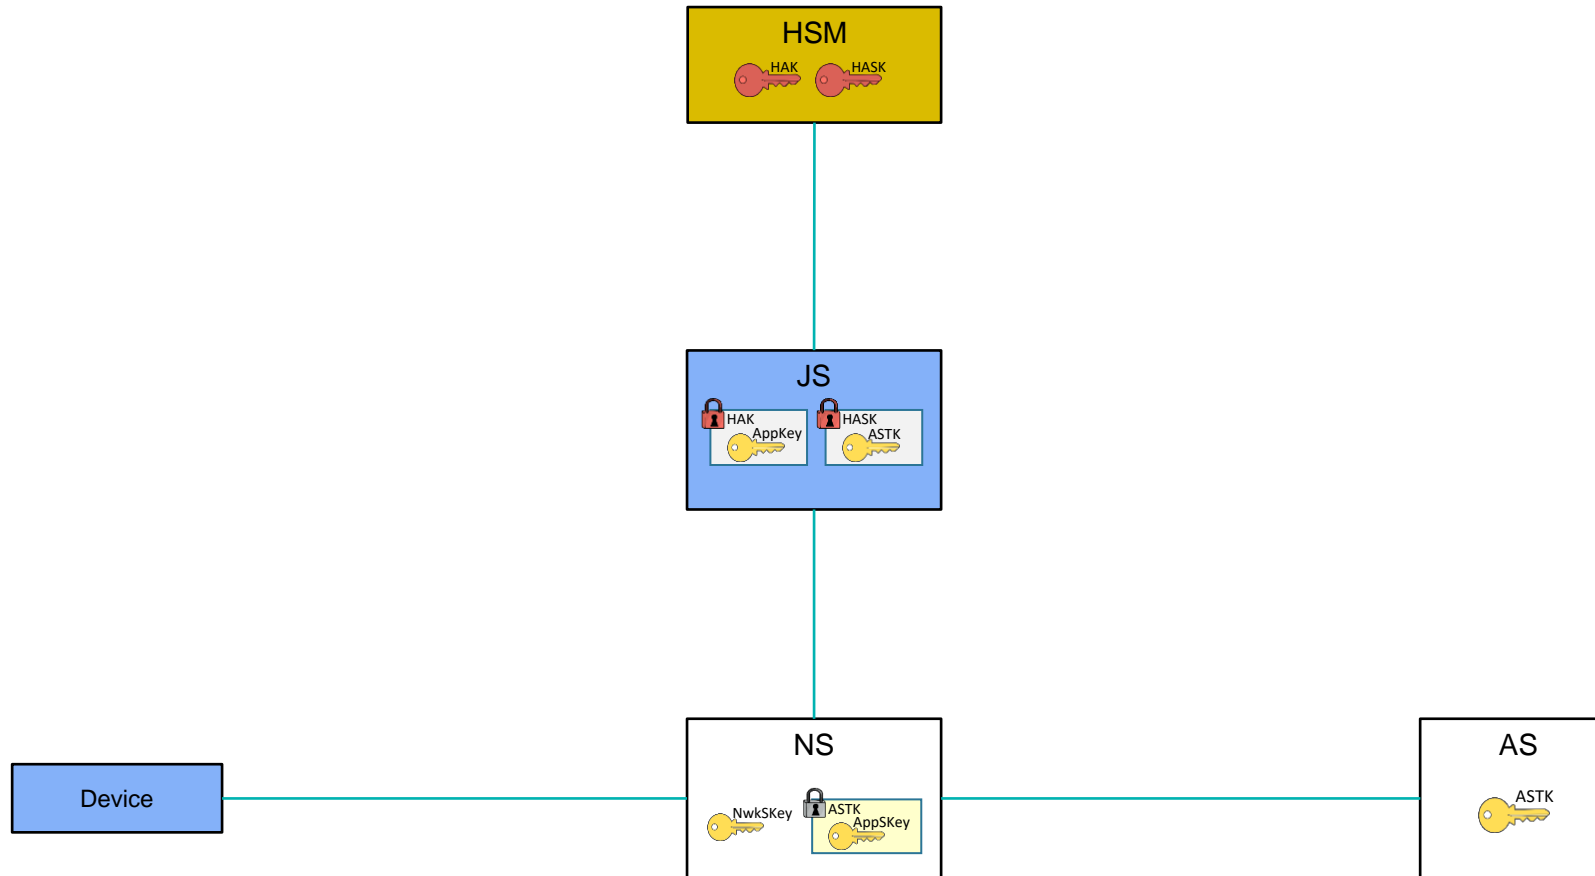 HSM
HAK
HASK
JS
HAK
AppKey
HASK
ASTK
NS
NwkSKey
ASTK
AppSKey
AS
ASTK
Device